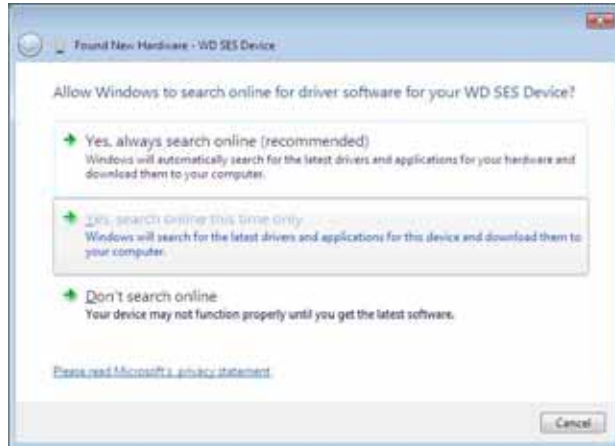 Found New Hardware - WD SES Device
Allow Windows to search online for driver software for your WD SES Device?
Yes, always search online (recommended)
Windows will automatically search for the latest drivers and applications for your hardware and
download them to your computer.
Yes, search online this time only
Windows will search for the latest drivers and applications for this device and download them to
your computer.
Don't search online
Your device may not function properly until you get the latest software.
Please read Microsoft's privacy statement
Cancel